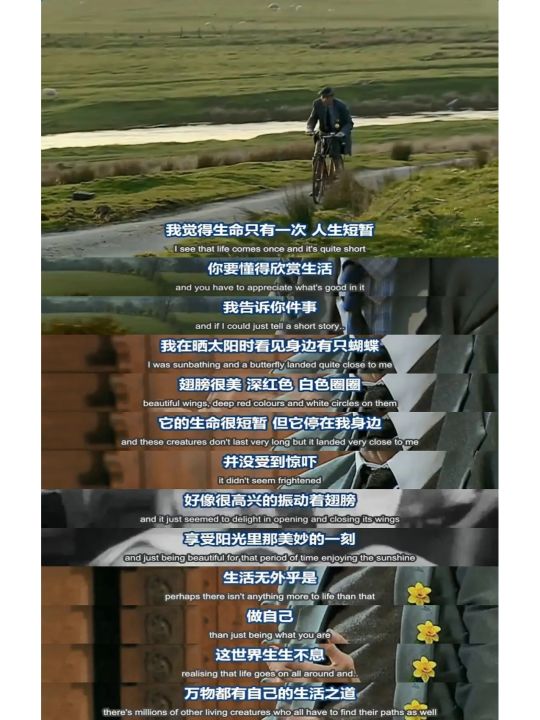 我觉得生命只有一次 人生短暂
I see that life comes once and it's quite short
你要懂得欣赏生活
and you have to appreciate what's good in it
我告诉你件事
and if I could just tell a short story..
我在晒太阳时看见身边有只蝴蝶
I was sunbathing and a butterfly landed quite close to me
翅膀很美 深红色 白色圈圈
beautiful wings, deep red colours and white circles on them
它的生命很短暂 但它停在我身边
and these creatures don't last very long but it landed very close to me
并没受到惊吓
it didn't seem frightened
好像很高兴的振动着翅膀
and it just seemed to delight in opening and closing its wings
享受阳光里那美妙的一刻
and just being beautiful for that period of time enjoying the sunshine
生活无外乎是
perhaps there isn't anything more to life than that
做自己
than just being what you are
这世界生生不息
realising that life goes on all around and..
万物都有自己的生活之道
there's millions of other living creatures who all have to find their paths as well